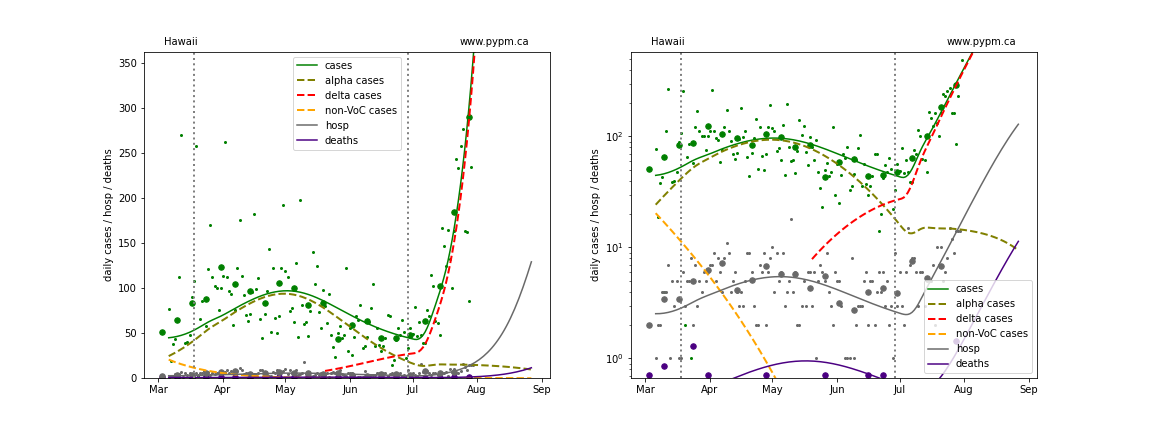 Hawaii www.pypm.ca
daily cases / hosp / deaths
350
300
250
200
150
100
50
0
cases
alpha cases
delta cases
non-VoC cases
hosp
deaths
Mar Apr May Jun Jul Aug Sep
Hawaii www.pypm.ca
daily cases / hosp / deaths
10²
10¹
10⁰
cases
alpha cases
delta cases
non-VoC cases
hosp
deaths
Mar Apr May Jun Jul Aug Sep